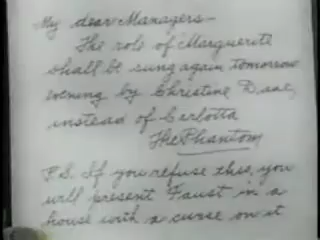 My dear Managers—
The role of Marguerite
shall be sung again tomorrow
evening by Christine Daae,
instead of Carlotta
The Phantom
P.S. If you refuse this, you
will present Faust in a
house with a curse on it